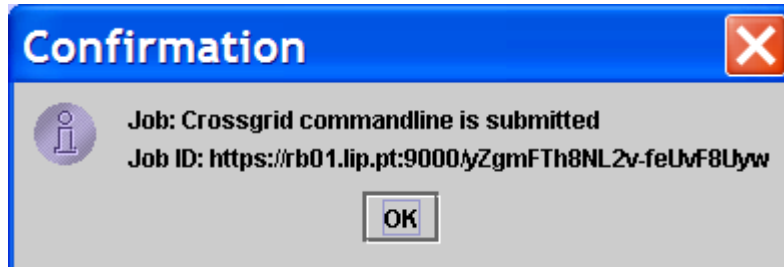 Confirmation
Job: Crossgrid commandline is submitted
Job ID: https://rb01.lip.pt:9000/yZgmFTh8NL2v-feUvF8Uyw
OK